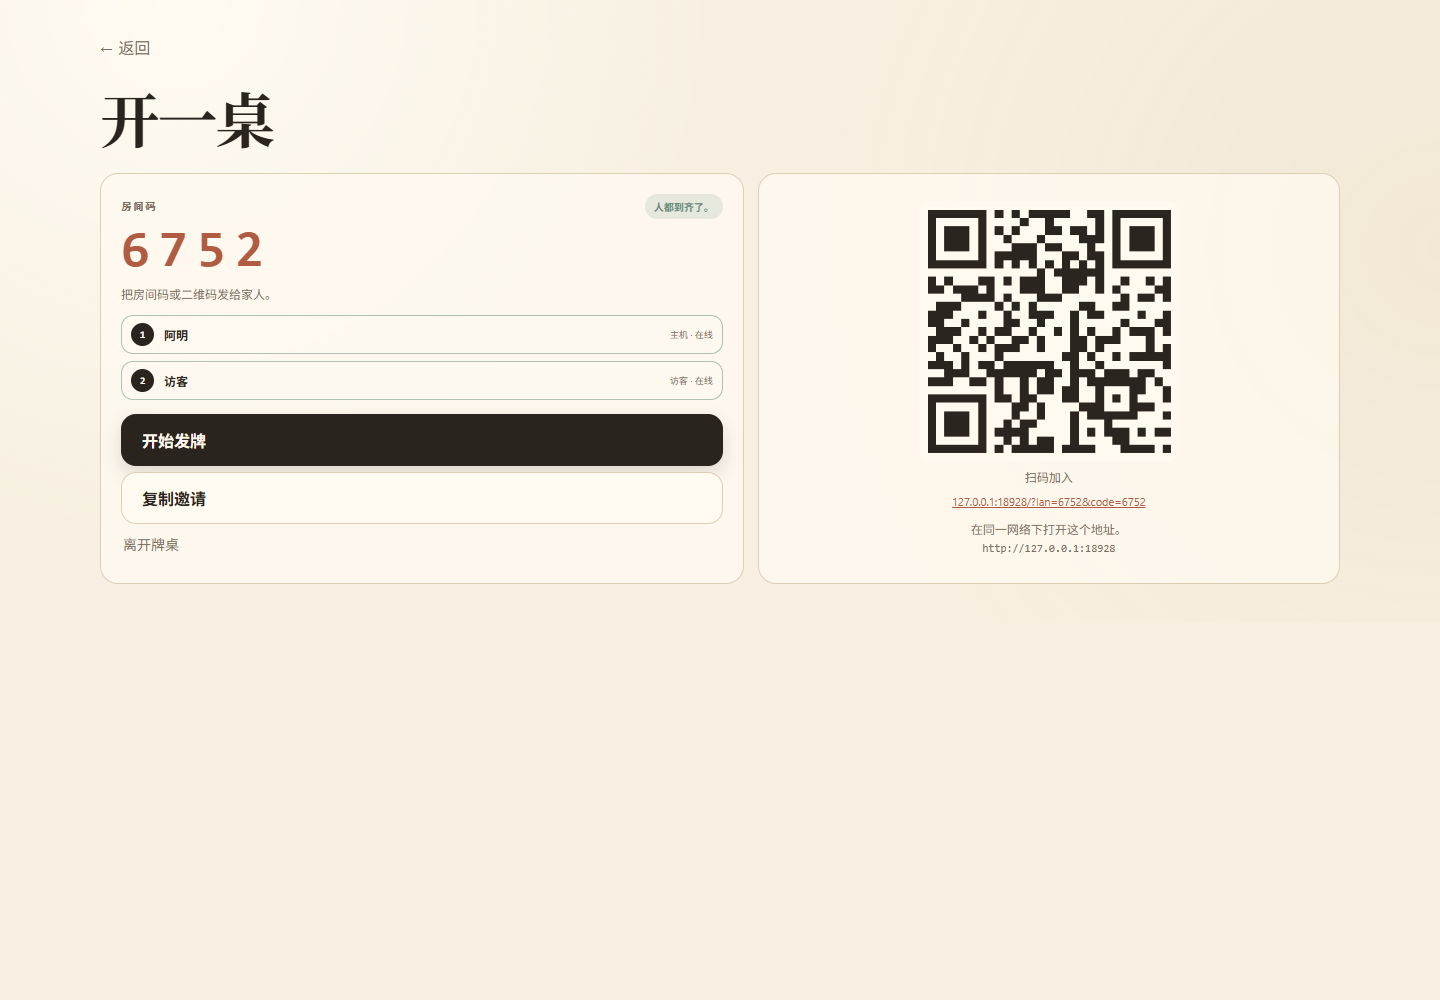 ← 返回
开一桌
房间码
人都到齐了。
6752
把房间码或二维码发给家人。
1 阿明 主机 · 在线
2 访客 访客 · 在线
开始发牌
复制邀请
离开牌桌
扫码加入
127.0.0.1:18928/?lan=6752&code=6752
在同一网络下打开这个地址。
http://127.0.0.1:18928